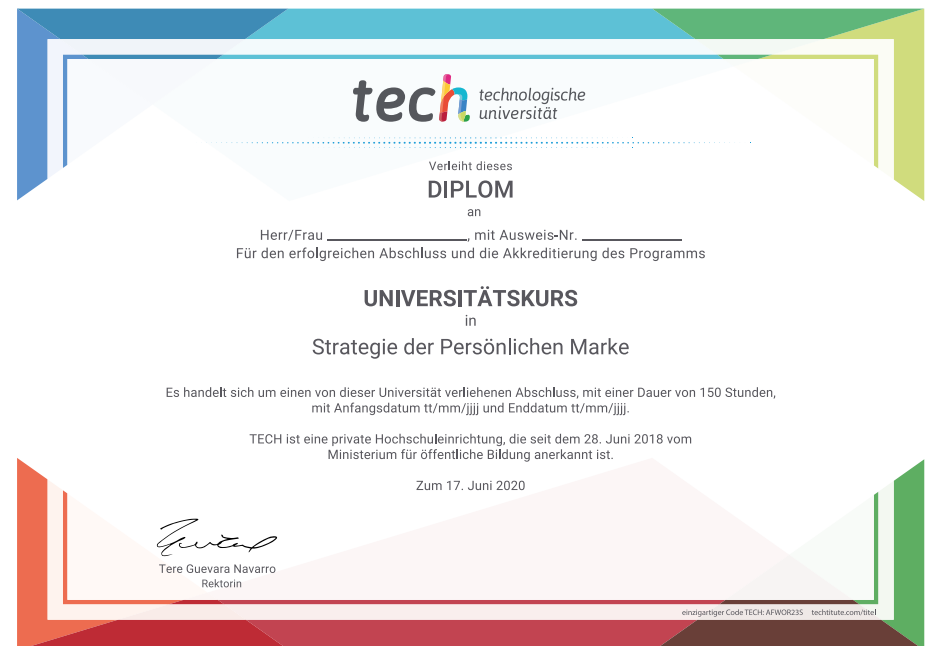 tech technologische
universität
Verleiht dieses
DIPLOM
an
Herr/Frau ____________________, mit Ausweis-Nr. ______________
Für den erfolgreichen Abschluss und die Akkreditierung des Programms
UNIVERSITÄTSKURS
in
Strategie der Persönlichen Marke
Es handelt sich um einen von dieser Universität verliehenen Abschluss, mit einer Dauer von 150 Stunden,
mit Anfangsdatum tt/mm/jjjj und Enddatum tt/mm/jjjj.
TECH ist eine private Hochschuleinrichtung, die seit dem 28. Juni 2018 vom
Ministerium für öffentliche Bildung anerkannt ist.
Zum 17. Juni 2020
Tere Guevara Navarro
Rektorin
einzigartiger Code TECH: AFWOR23S techtitute.com/titel